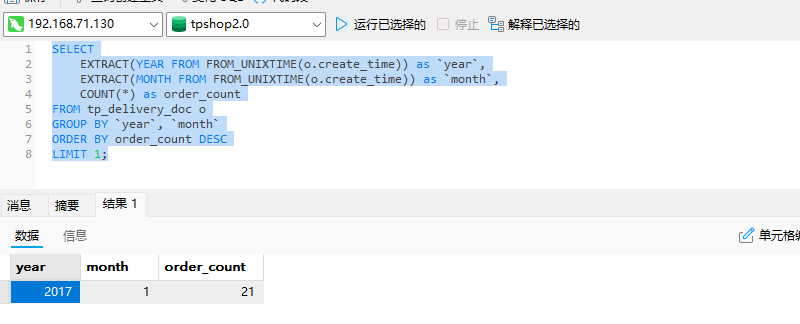 192.168.71.130 tpshop2.0 运行已选择的 停止 解释已选择的
1 SELECT
2 EXTRACT(YEAR FROM FROM_UNIXTIME(o.create_time)) as `year`,
3 EXTRACT(MONTH FROM FROM_UNIXTIME(o.create_time)) as `month`,
4 COUNT(*) as order_count
5 FROM tp_delivery_doc o
6 GROUP BY `year`, `month`
7 ORDER BY order_count DESC
8 LIMIT 1;
消息 摘要 结果 1
数据 信息 单元格编
year month order_count
2017 1 21